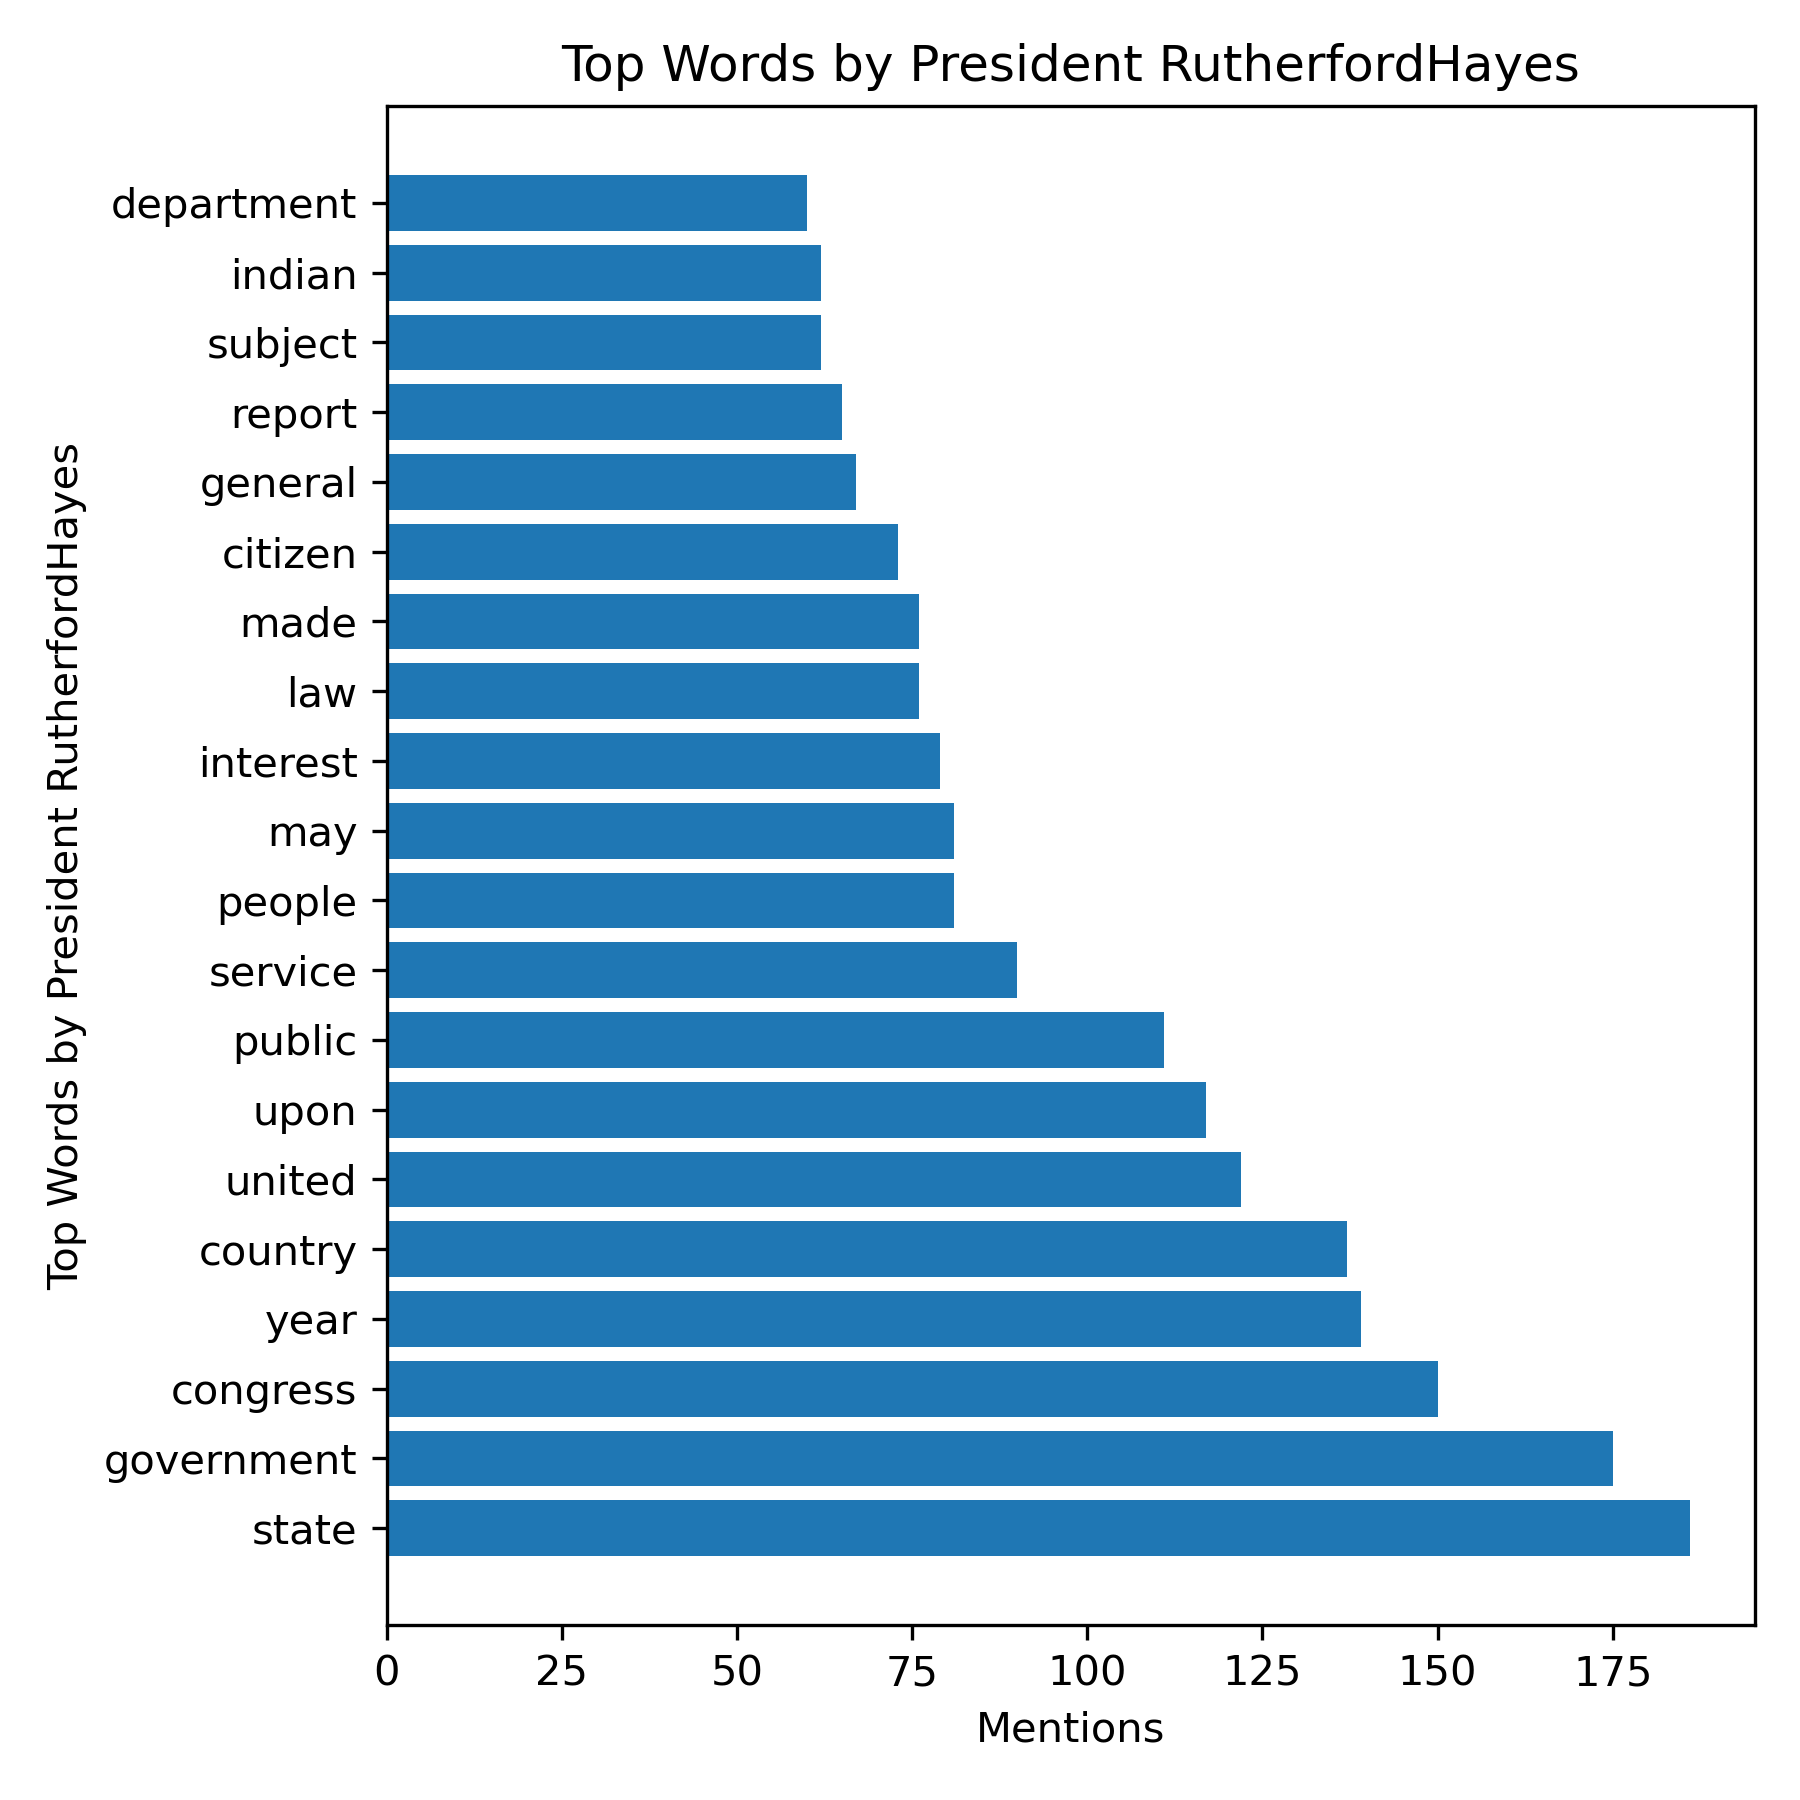 Top Words by President RutherfordHayes
Top Words by President RutherfordHayes
department
indian
subject
report
general
citizen
made
law
interest
may
people
service
public
upon
united
country
year
congress
government
state
0 25 50 75 100 125 150 175
Mentions